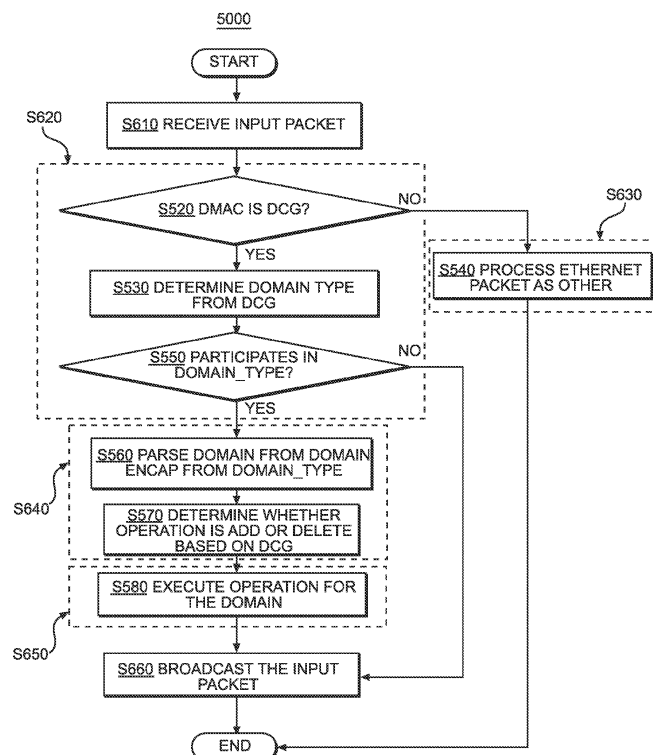 5000
START
S610 RECEIVE INPUT PACKET
S620
S520 DMAC IS DCG?
NO
S630
YES
S530 DETERMINE DOMAIN TYPE
FROM DCG
S540 PROCESS ETHERNET
PACKET AS OTHER
S550 PARTICIPATES IN
DOMAIN_TYPE?
NO
YES
S560 PARSE DOMAIN FROM DOMAIN
ENCAP FROM DOMAIN_TYPE
S640
S570 DETERMINE WHETHER
OPERATION IS ADD OR DELETE
BASED ON DCG
S580 EXECUTE OPERATION FOR
THE DOMAIN
S650
S660 BROADCAST THE INPUT
PACKET
END